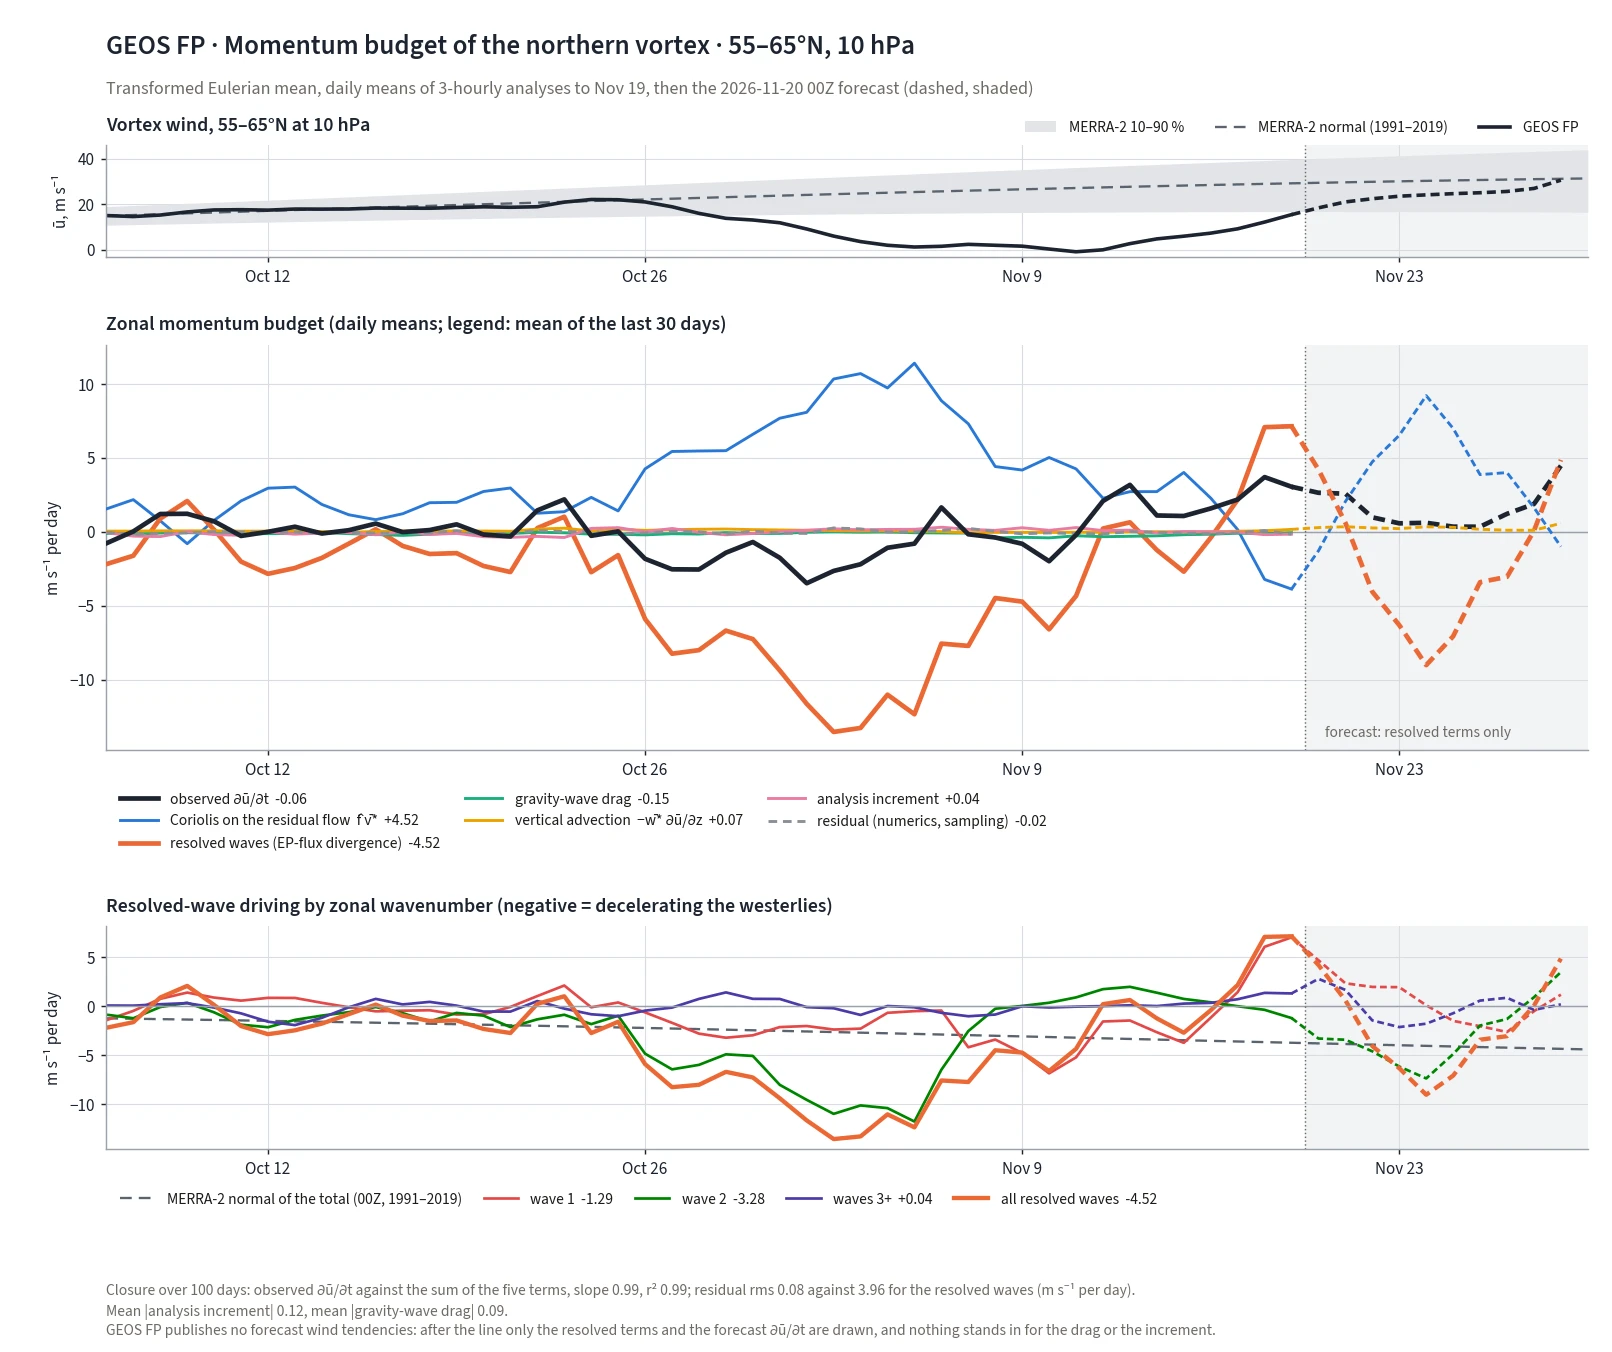 GEOS FP · Momentum budget of the northern vortex · 55–65°N, 10 hPa
Transformed Eulerian mean, daily means of 3-hourly analyses to Nov 19, then the 2026-11-20 00Z forecast (dashed, shaded)
Vortex wind, 55–65°N at 10 hPa
MERRA-2 10–90 %
MERRA-2 normal (1991–2019)
GEOS FP
ū, m s⁻¹
40
20
0
Oct 12
Oct 26
Nov 9
Nov 23
Zonal momentum budget (daily means; legend: mean of the last 30 days)
m s⁻¹ per day
10
5
0
−5
−10
forecast: resolved terms only
Oct 12
Oct 26
Nov 9
Nov 23
observed ∂ū/∂t -0.06
Coriolis on the residual flow f v̄* +4.52
resolved waves (EP-flux divergence) -4.52
gravity-wave drag -0.15
vertical advection −w̄* ∂ū/∂z +0.07
analysis increment +0.04
residual (numerics, sampling) -0.02
Resolved-wave driving by zonal wavenumber (negative = decelerating the westerlies)
m s⁻¹ per day
5
0
−5
−10
Oct 12
Oct 26
Nov 9
Nov 23
MERRA-2 normal of the total (00Z, 1991–2019)
wave 1 -1.29
wave 2 -3.28
waves 3+ +0.04
all resolved waves -4.52
Closure over 100 days: observed ∂ū/∂t against the sum of the five terms, slope 0.99, r² 0.99; residual rms 0.08 against 3.96 for the resolved waves (m s⁻¹ per day).
Mean |analysis increment| 0.12, mean |gravity-wave drag| 0.09.
GEOS FP publishes no forecast wind tendencies: after the line only the resolved terms and the forecast ∂ū/∂t are drawn, and nothing stands in for the drag or the increment.